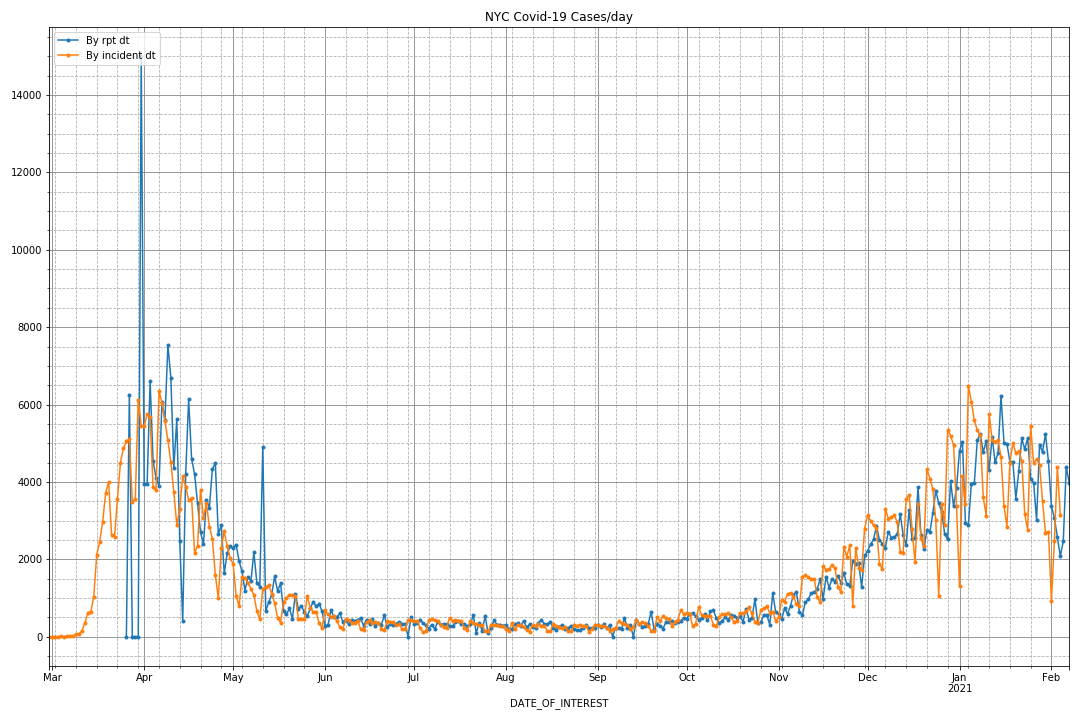 NYC Covid-19 Cases/day
By rpt dt
By incident dt
14000
12000
10000
8000
6000
4000
2000
0
Mar Apr May Jun Jul Aug Sep Oct Nov Dec Jan Feb
2021
DATE_OF_INTEREST